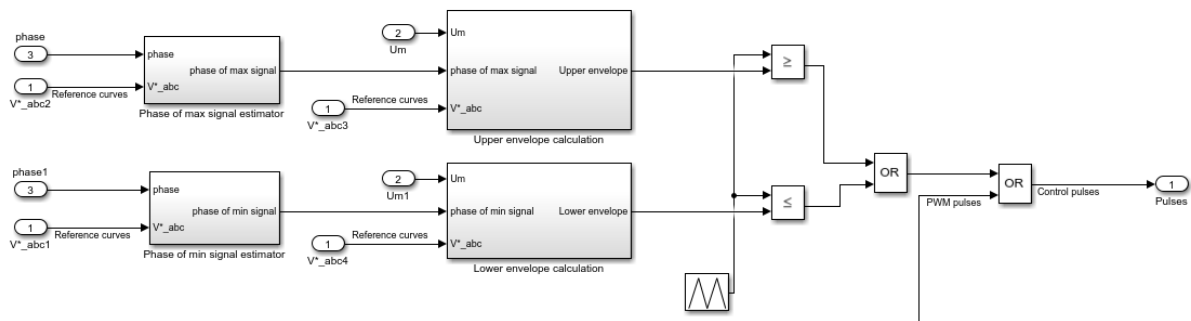 phase
3
1
V*_abc2
Reference curves
phase
V*_abc
phase of max signal
Phase of max signal estimator
2
Um
1
V*_abc3
Reference curves
Um
phase of max signal
V*_abc
Upper envelope
Upper envelope calculation
≥
phase1
3
1
V*_abc1
Reference curves
phase
V*_abc
phase of min signal
Phase of min signal estimator
2
Um1
1
V*_abc4
Reference curves
Um
phase of min signal
V*_abc
Lower envelope
Lower envelope calculation
≤
OR
PWM pulses
OR
Control pulses
1
Pulses